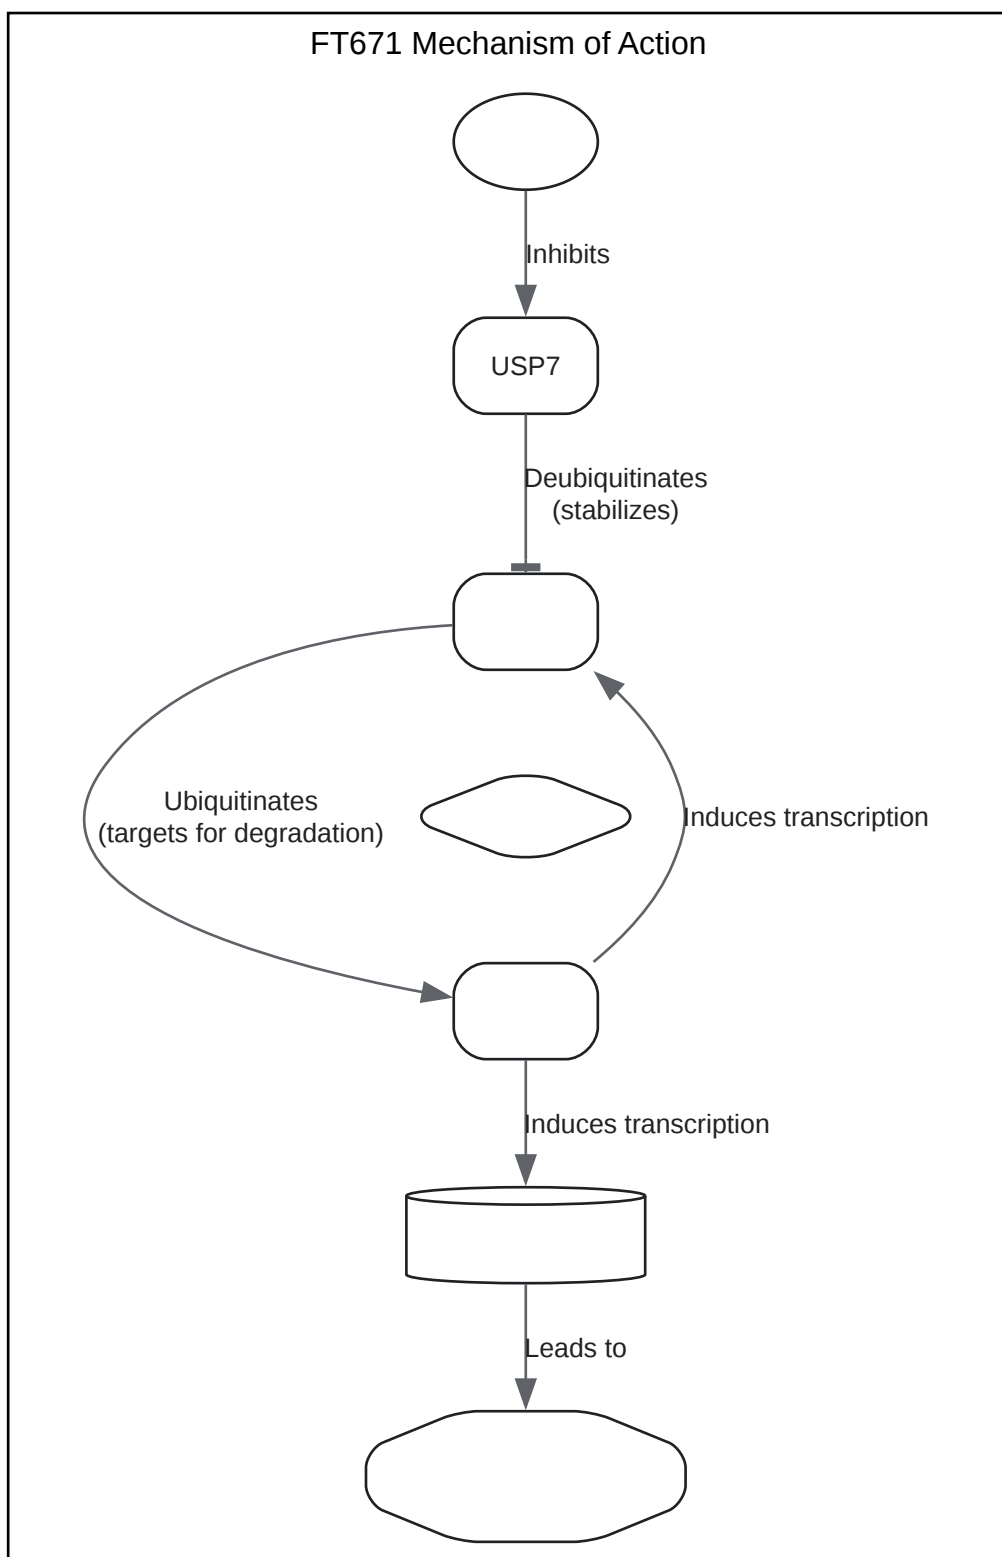 FT671 Mechanism of Action
Inhibits
USP7
Deubiquitinates
(stabilizes)
Ubiquitinates
(targets for degradation)
Induces transcription
Induces transcription
Leads to